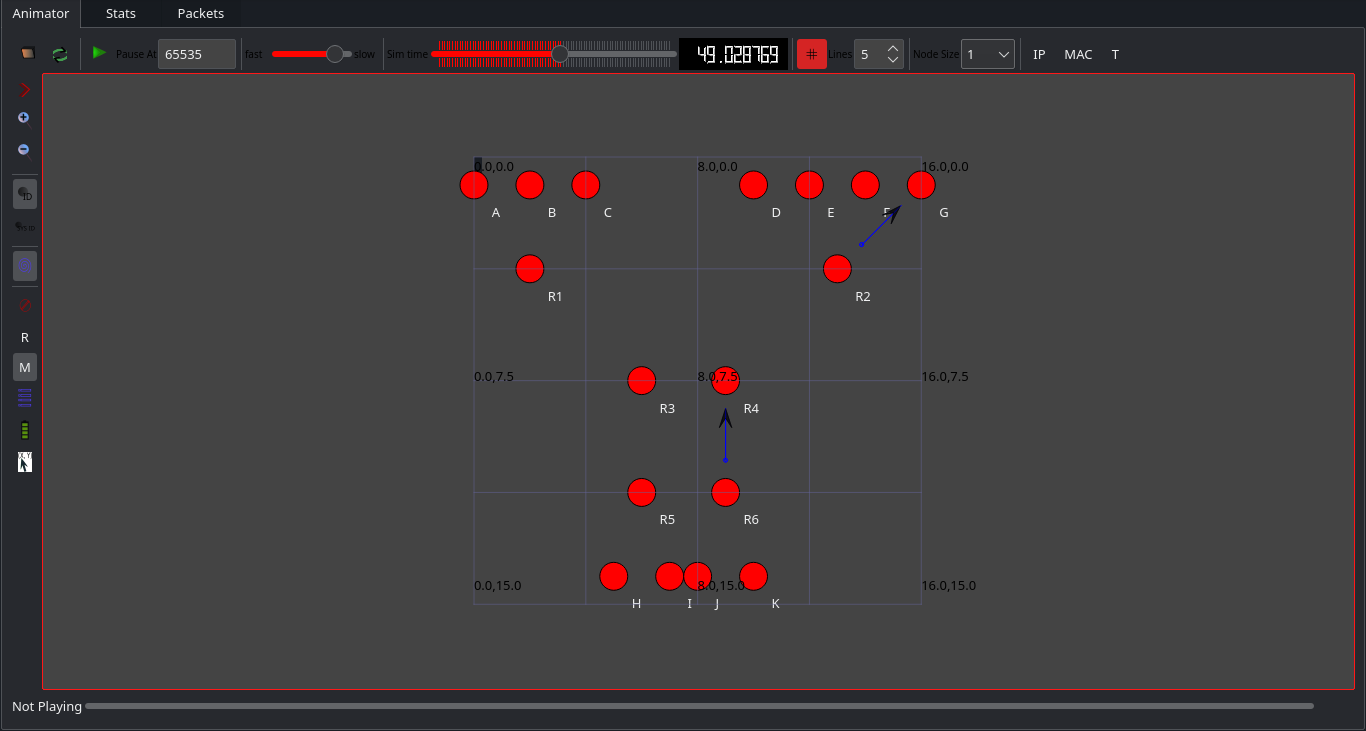 Animator Stats Packets
Pause At 65535 fast slow Sim time 49.028769 # Lines 5 Node Size 1 IP MAC T
0.0,0.0 8.0,0.0 16.0,0.0
ID
A B C D E F G
R1 R2
R
M
0.0,7.5 8.0,7.5 16.0,7.5
R3 R4
R5 R6
0.0,15.0 8.0,15.0 16.0,15.0
H I J K
Not Playing